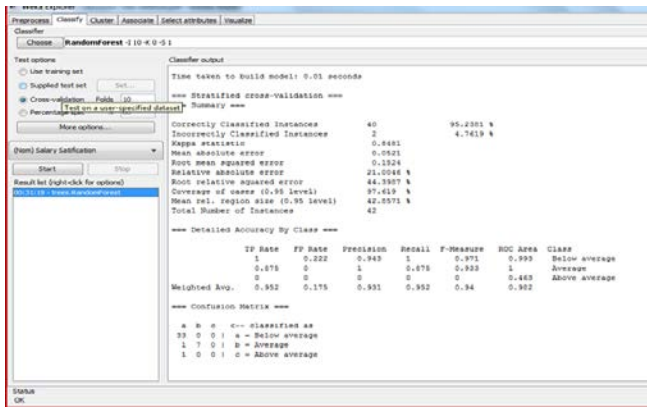 Weka Explorer
Preprocess Classify Cluster Associate Select attributes Visualize
Classifier
Choose RandomForest -I 10 -K 0 -S 1
Test options
Use training set
Supplied test set Set...
Cross-validation Folds 10
Test on a user-specified dataset
More options...
(Nom) Salary Satification
Start Stop
Result list (right-click for options)
00:31:19 - trees.RandomForest
Classifier output
Time taken to build model: 0.01 seconds
=== Stratified cross-validation ===
Summary ===
Correctly Classified Instances 40 95.2381 %
Incorrectly Classified Instances 2 4.7619 %
Kappa statistic 0.8481
Mean absolute error 0.0521
Root mean squared error 0.1524
Relative absolute error 21.0046 %
Root relative squared error 44.3987 %
Coverage of cases (0.95 level) 97.619 %
Mean rel. region size (0.95 level) 42.8571 %
Total Number of Instances 42
=== Detailed Accuracy By Class ===
TP Rate FP Rate Precision Recall F-Measure ROC Area Class
1 0.222 0.943 1 0.971 0.993 Below average
0.875 0 1 0.875 0.933 1 Average
0 0 0 0 0 0.463 Above average
Weighted Avg. 0.952 0.175 0.931 0.952 0.94 0.982
=== Confusion Matrix ===
a b c <-- classified as
33 0 0 | a = Below average
1 7 0 | b = Average
1 0 0 | c = Above average
Status
OK